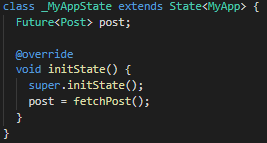 class _MyAppState extends State<MyApp> {
  Future<Post> post;

  @override
  void initState() {
    super.initState();
    post = fetchPost();
  }
}